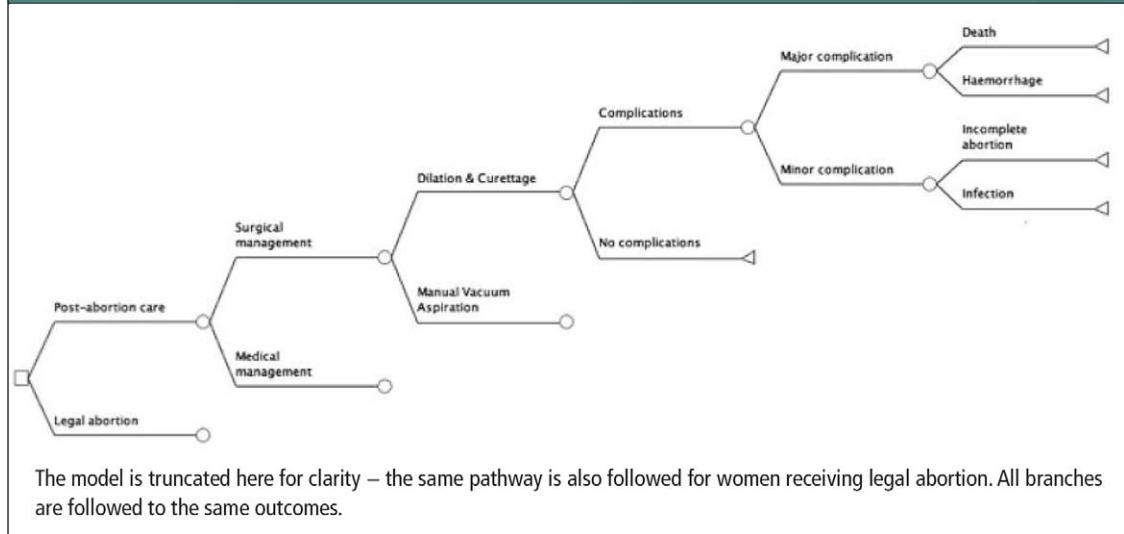 Death
Major complication
Haemorrhage
Complications
Incomplete
abortion
Minor complication
Dilation & Curettage
Infection
Surgical
management
No complications
Manual Vacuum
Aspiration
Post-abortion care
Medical
management
Legal abortion
The model is truncated here for clarity – the same pathway is also followed for women receiving legal abortion. All branches
are followed to the same outcomes.